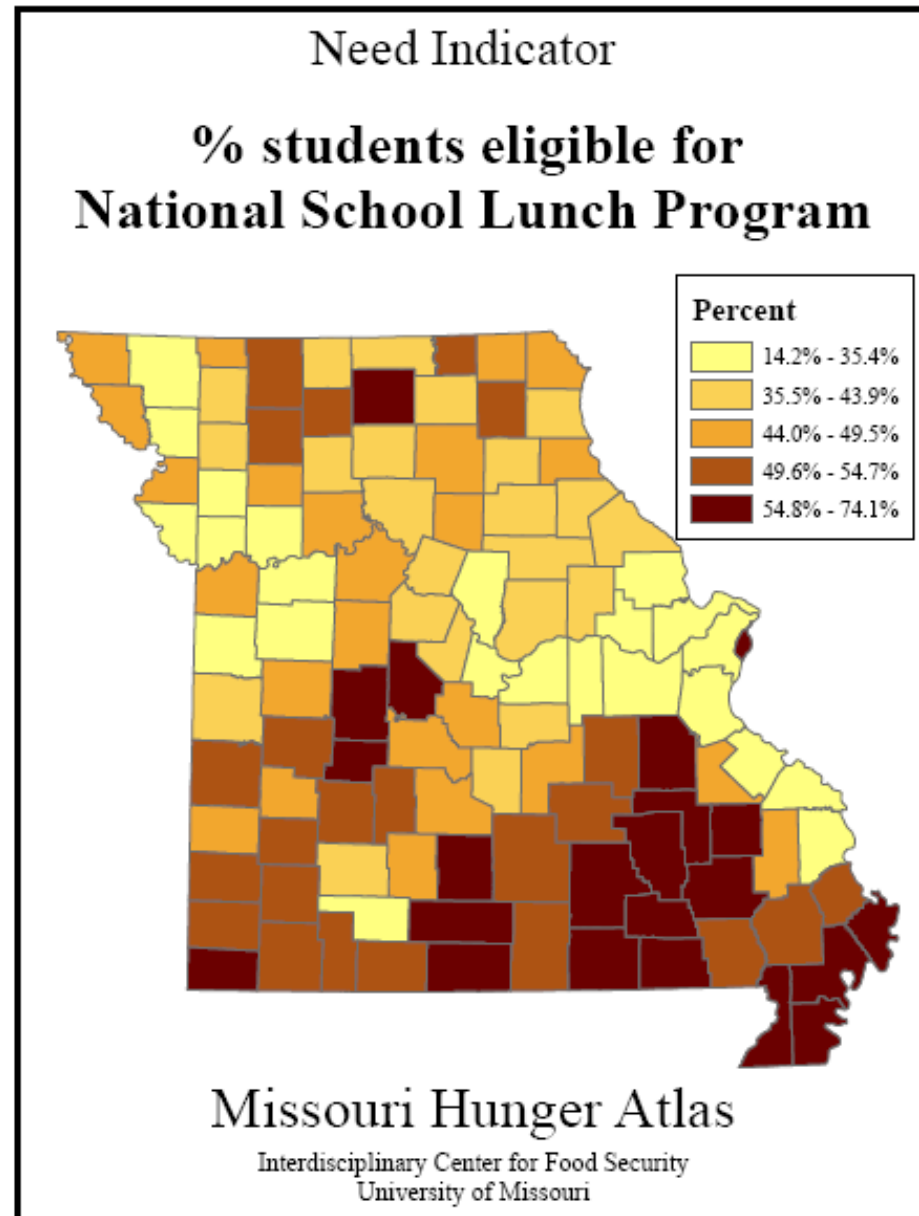 Need Indicator
% students eligible for
National School Lunch Program
Percent
14.2% - 35.4%
35.5% - 43.9%
44.0% - 49.5%
49.6% - 54.7%
54.8% - 74.1%
Missouri Hunger Atlas
Interdisciplinary Center for Food Security
University of Missouri